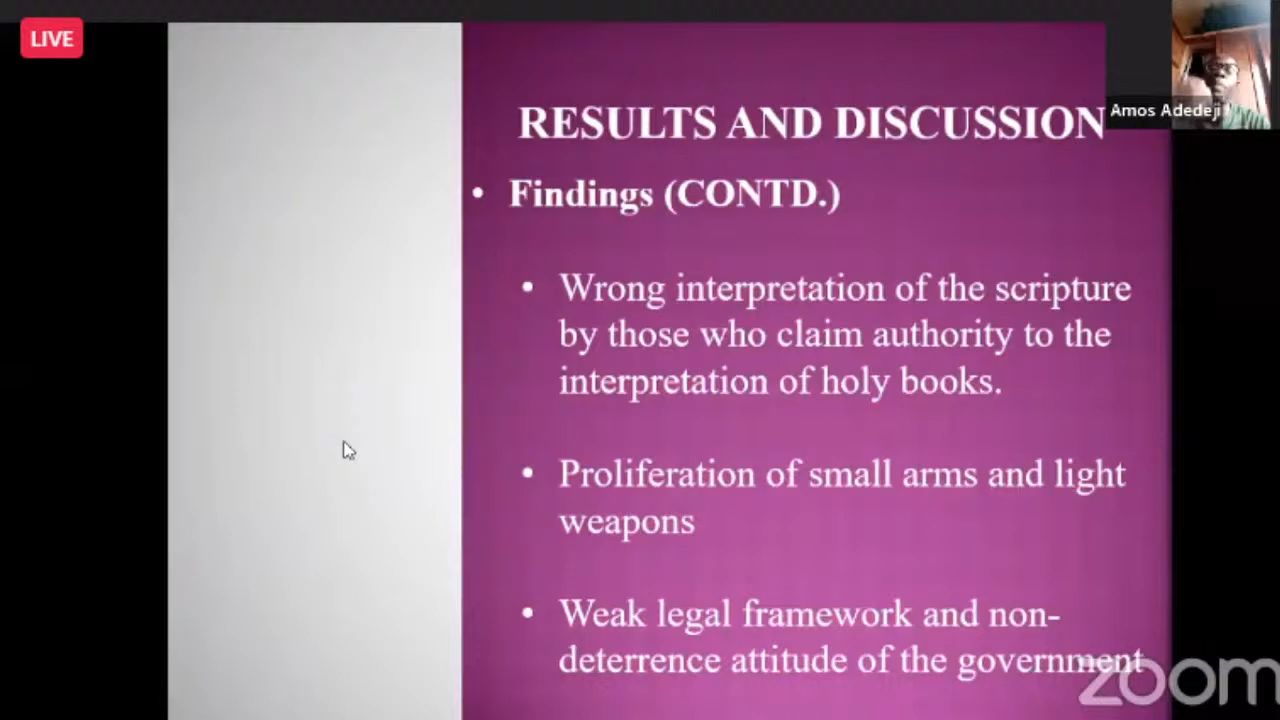 LIVE
RESULTS AND DISCUSSION
Amos Adedeji
• Findings (CONTD.)
• Wrong interpretation of the scripture
by those who claim authority to the
interpretation of holy books.
• Proliferation of small arms and light
weapons
• Weak legal framework and non-
deterrence attitude of the government
zoom